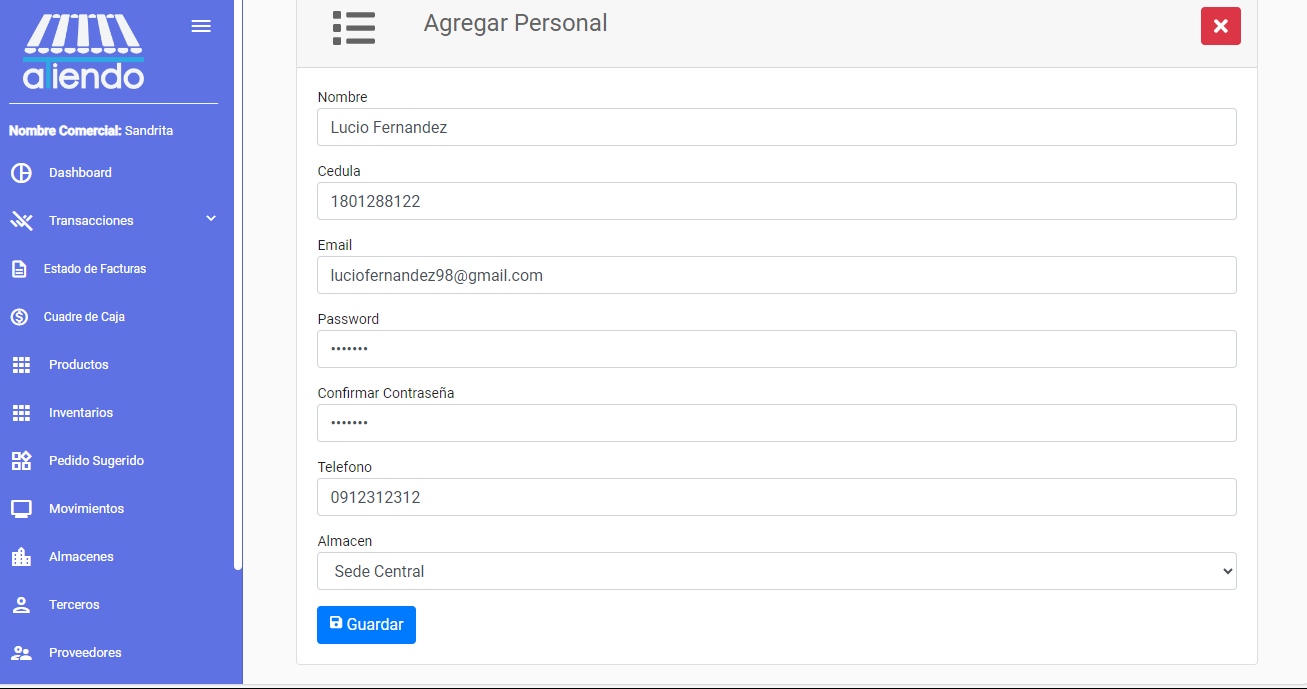 aTiendo
Nombre Comercial: Sandrita
Dashboard
Transacciones
Estado de Facturas
Cuadre de Caja
Productos
Inventarios
Pedido Sugerido
Movimientos
Almacenes
Terceros
Proveedores
Agregar Personal
Nombre
Lucio Fernandez
Cedula
1801288122
Email
luciofernandez98@gmail.com
Password
•••••••
Confirmar Contraseña
•••••••
Telefono
0912312312
Almacen
Sede Central
Guardar